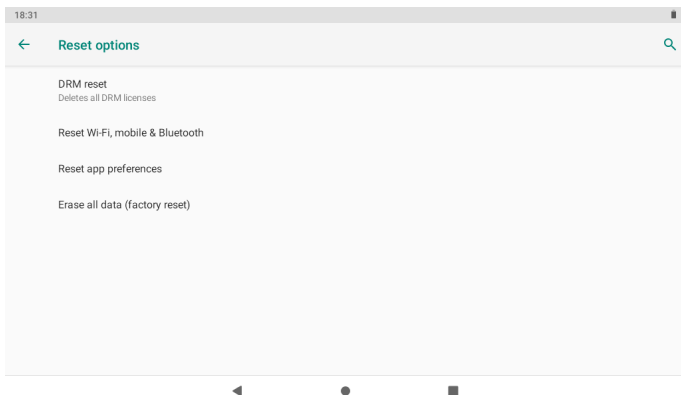 18:31
Reset options
DRM reset
Deletes all DRM licenses
Reset Wi-Fi, mobile & Bluetooth
Reset app preferences
Erase all data (factory reset)